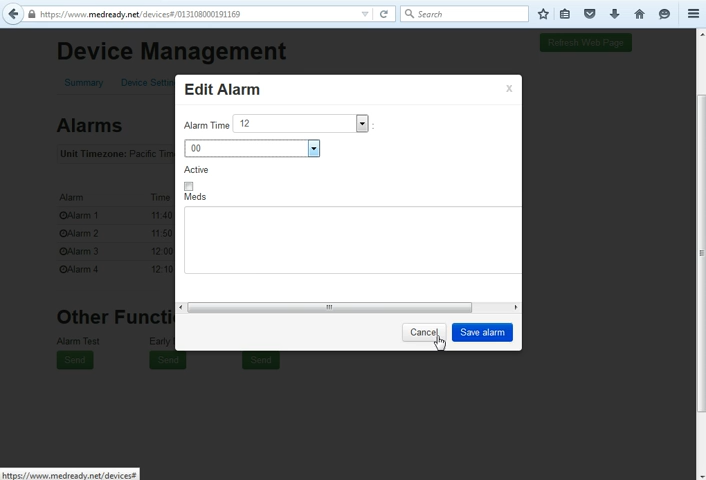 https://www.medready.net/devices#/013108000191169
Search
Device Management
Refresh Web Page
Summary
Edit Alarm
x
Alarms
Alarm Time 12 :
Unit Timezone: Pacific
00
Active
Meds
Alarm Time
Alarm 1 11:40
Alarm 2 11:50
Alarm 3 12:00
Alarm 4 12:10
Other
Cancel Save alarm
Alarm Test Early
Send Send Send
https://www.medready.net/devices#